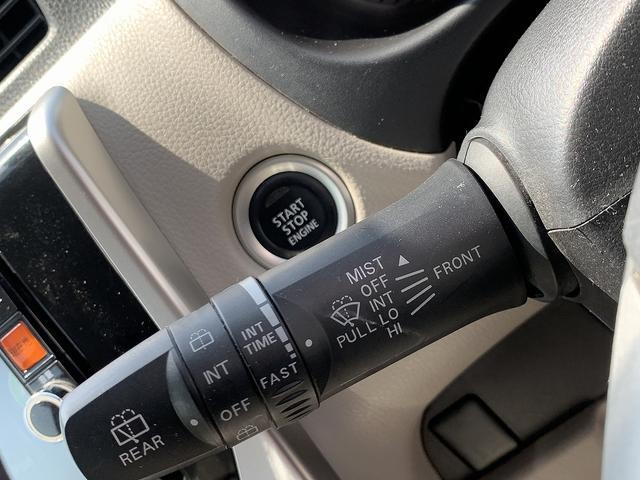 START
STOP
ENGINE
MIST
OFF
INT
LO
HI
FRONT
PULL
INT
TIME
FAST
INT
OFF
REAR